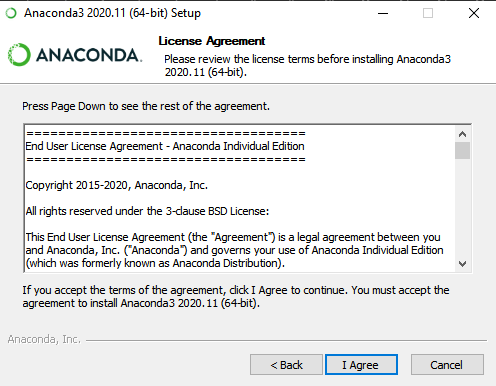 Anaconda3 2020.11 (64-bit) Setup
ANACONDA.
License Agreement
Please review the license terms before installing Anaconda3
2020.11 (64-bit).
Press Page Down to see the rest of the agreement.
====================================
End User License Agreement - Anaconda Individual Edition
====================================
Copyright 2015-2020, Anaconda, Inc.
All rights reserved under the 3-clause BSD License:
This End User License Agreement (the "Agreement") is a legal agreement between you
and Anaconda, Inc. ("Anaconda") and governs your use of Anaconda Individual Edition
(which was formerly known as Anaconda Distribution).
If you accept the terms of the agreement, click I Agree to continue. You must accept the
agreement to install Anaconda3 2020.11 (64-bit).
Anaconda, Inc.
< Back
I Agree
Cancel